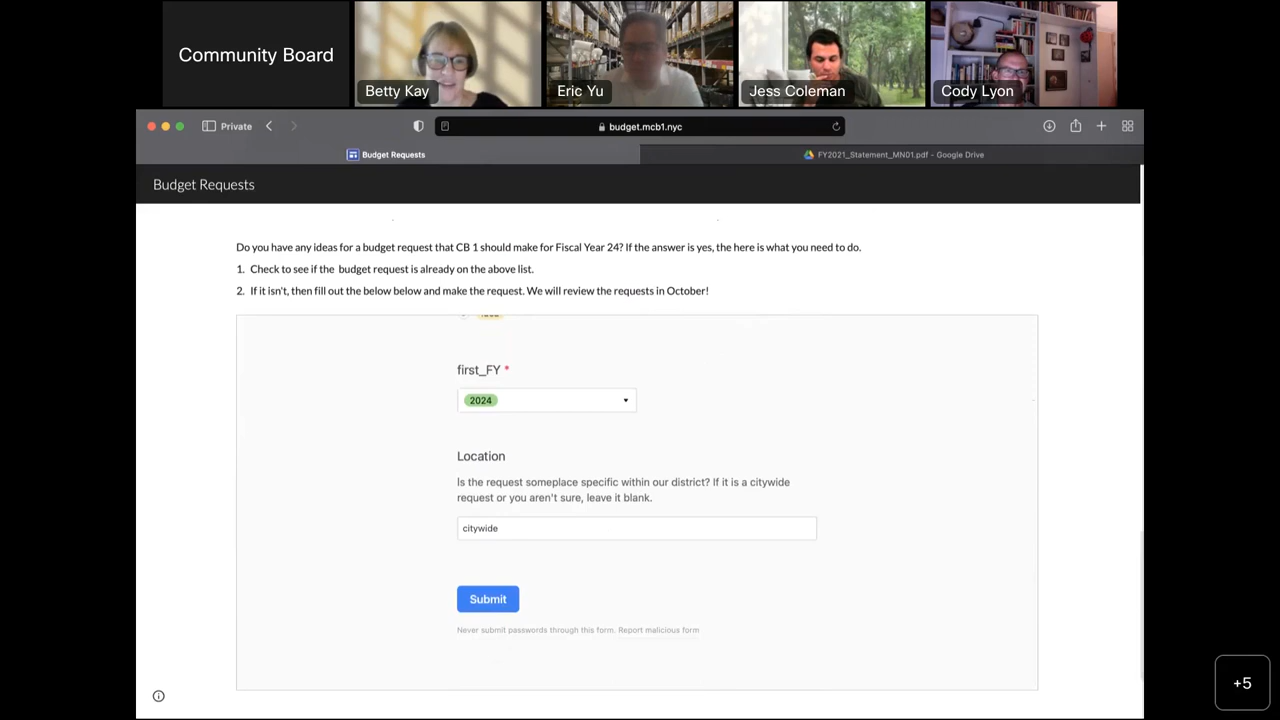 Community Board
Betty Kay
Eric Yu
Jess Coleman
Cody Lyon
Private
budget.mcb1.nyc
Budget Requests
FY2021_Statement_MN01.pdf - Google Drive
Budget Requests
Do you have any ideas for a budget request that CB 1 should make for Fiscal Year 24? If the answer is yes, the here is what you need to do.
1. Check to see if the budget request is already on the above list.
2. If it isn't, then fill out the below below and make the request. We will review the requests in October!
first_FY *
2024
Location
Is the request someplace specific within our district? If it is a citywide
request or you aren't sure, leave it blank.
citywide
Submit
Never submit passwords through this form. Report malicious form
+5